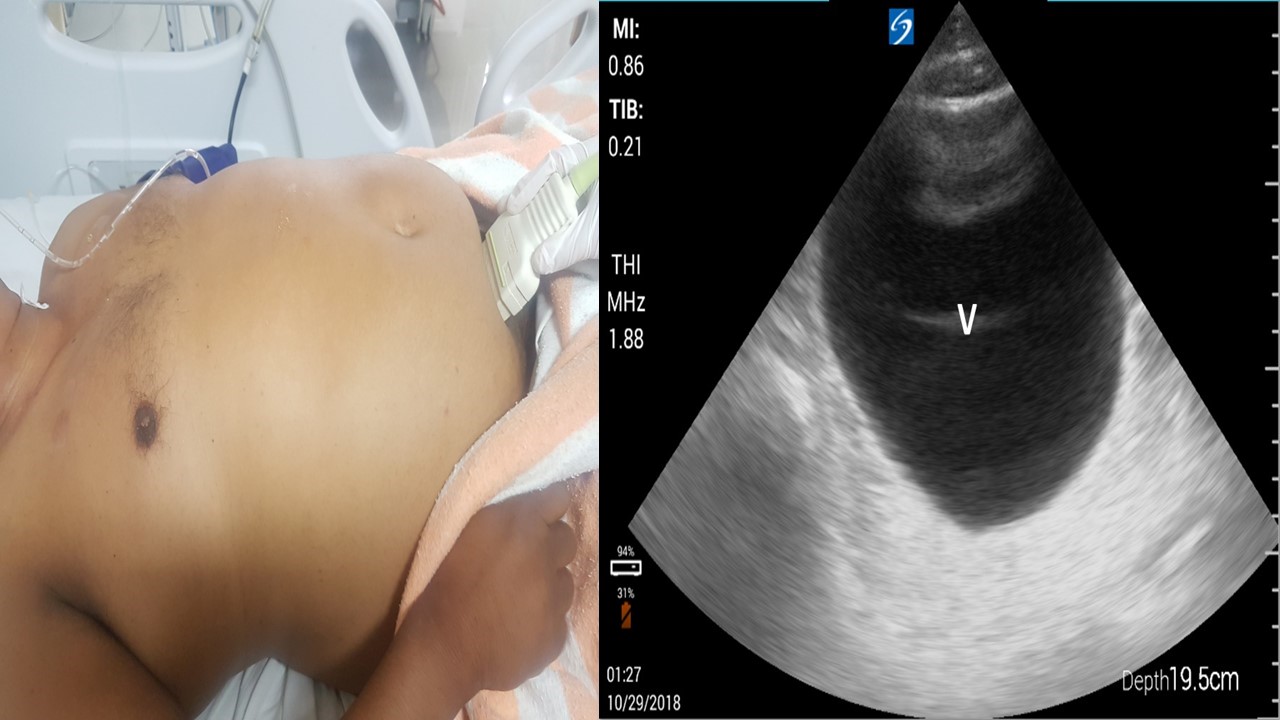 MI:
0.86
TIB:
0.21
THI
MHz
1.88
V
94%
31%
01:27
10/29/2018
Depth19.5cm